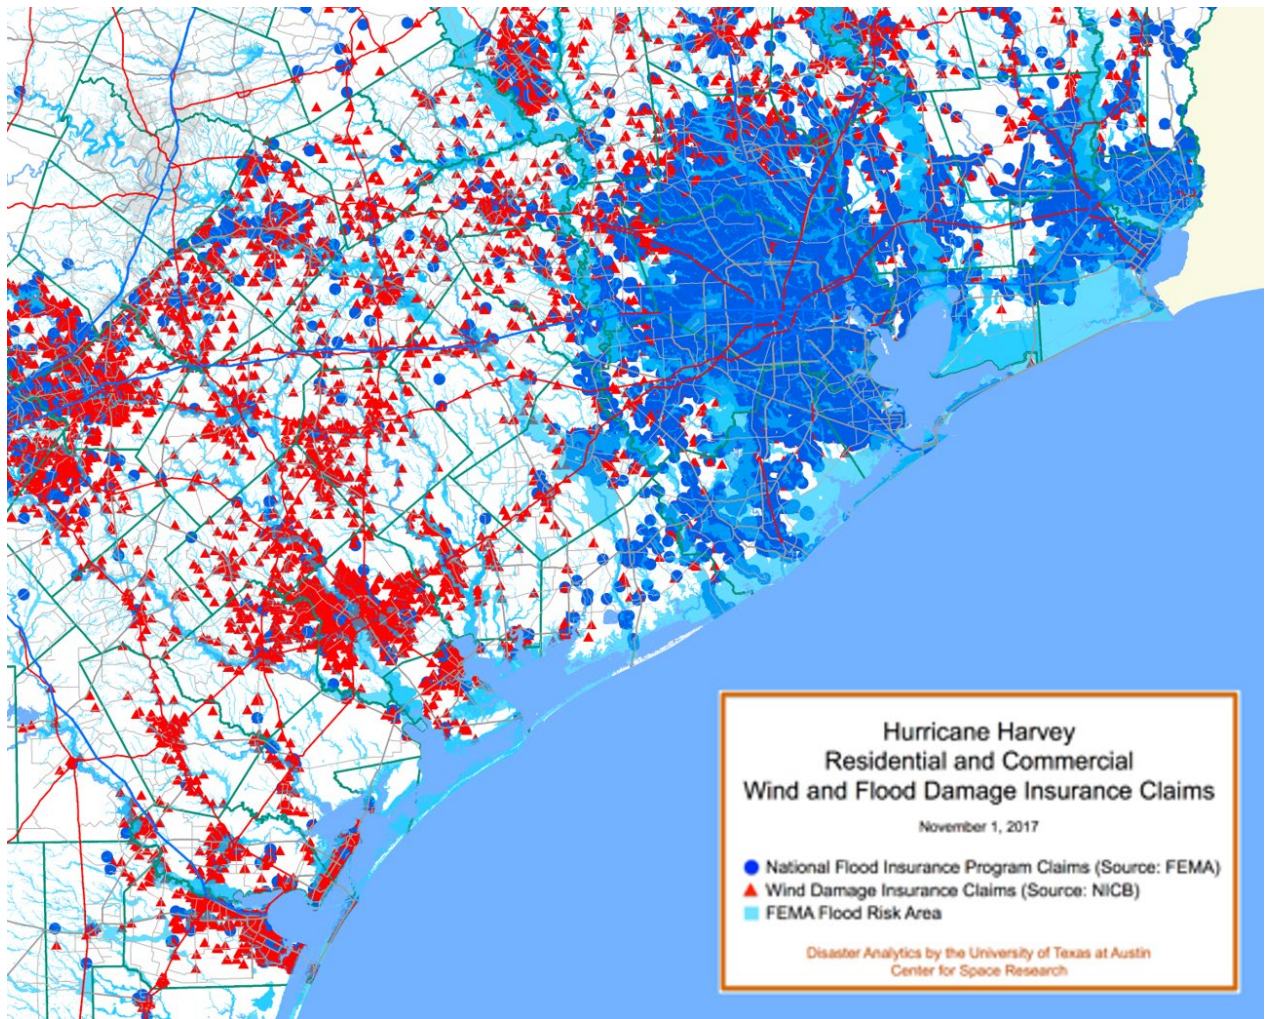 Hurricane Harvey
Residential and Commercial
Wind and Flood Damage Insurance Claims
November 1, 2017
National Flood Insurance Program Claims (Source: FEMA)
Wind Damage Insurance Claims (Source: NICB)
FEMA Flood Risk Area
Disaster Analytics by the University of Texas at Austin
Center for Space Research